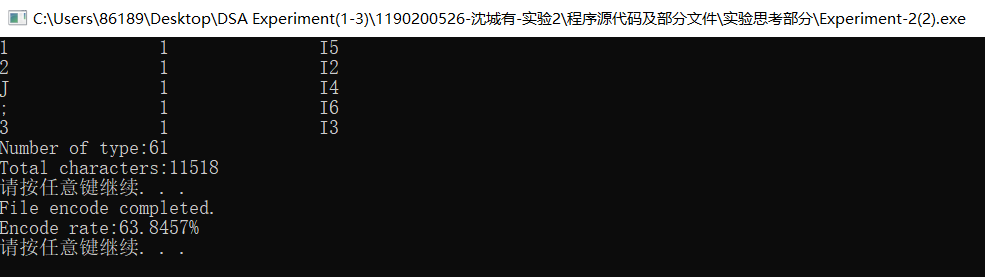 C:\Users\86189\Desktop\DSA Experiment(1-3)\1190200526-沈城有-实验2\程序源代码及部分文件\实验思考部分\Experiment-2(2).exe
1 1 I5
2 1 I2
J 1 I4
; 1 I6
3 1 I3
Number of type:61
Total characters:11518
请按任意键继续. . .
File encode completed.
Encode rate:63.8457%
请按任意键继续. . .